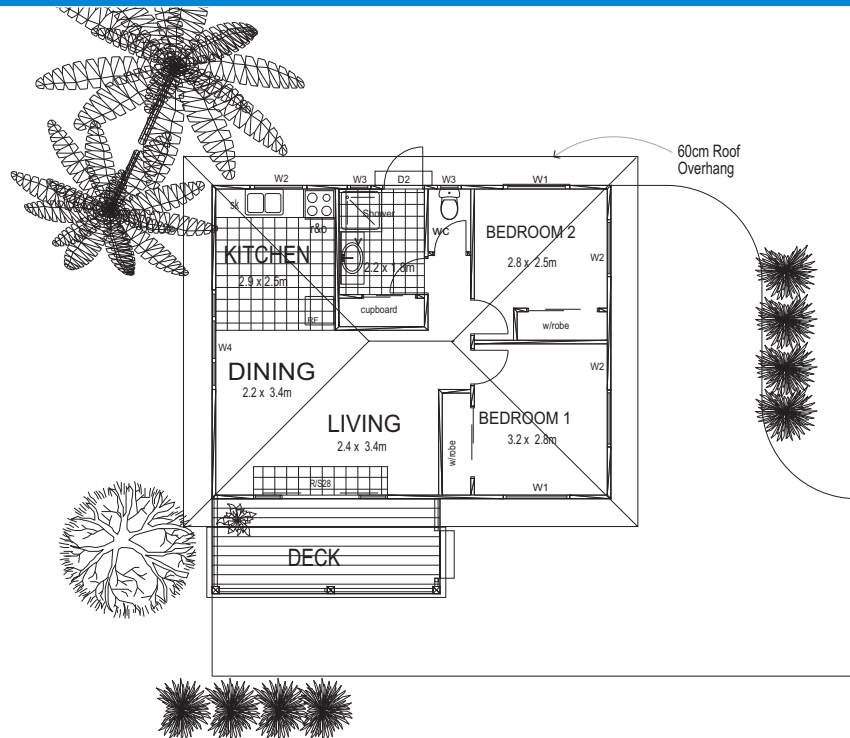 60cm Roof
Overhang
W2
W3
D2
W3
W1
sk
r&o
Shower
WC
KITCHEN
2.9 x 2.5m
2.2 x 1.8m
BEDROOM 2
2.8 x 2.5m
W2
RF
cupboard
w/robe
W4
DINING
2.2 x 3.4m
W2
LIVING
2.4 x 3.4m
BEDROOM 1
3.2 x 2.8m
w/robe
R/S28
W1
DECK